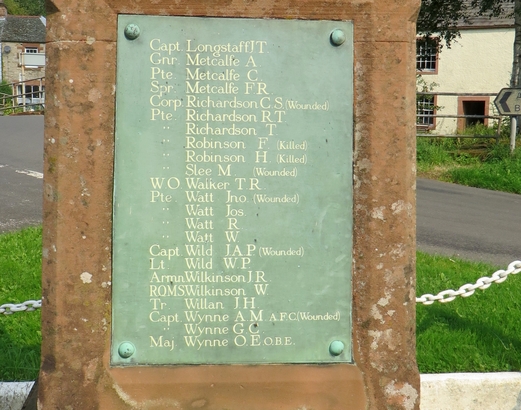 Capt Longstaff J T
Gnr Metcalfe A
Pte Metcalfe C
Spr Metcalfe F R
Corp Richardson C.S. (Wounded)
Pte. Richardson R T
" Richardson T
" Robinson F. (Killed)
" Robinson H. (Killed)
" Slee M (Wounded)
W O Walker T R
Pte Watt Jno. (Wounded)
" Watt Jos.
" Watt R
" Watt W
Capt Wild J.A.P (Wounded)
Lt Wild W P.
Armn Wilkinson J R
RQMS Wilkinson W
Tr Willan J H
Capt Wynne A M A.F.C (Wounded)
" Wynne G C
Maj Wynne O E O.B.E.